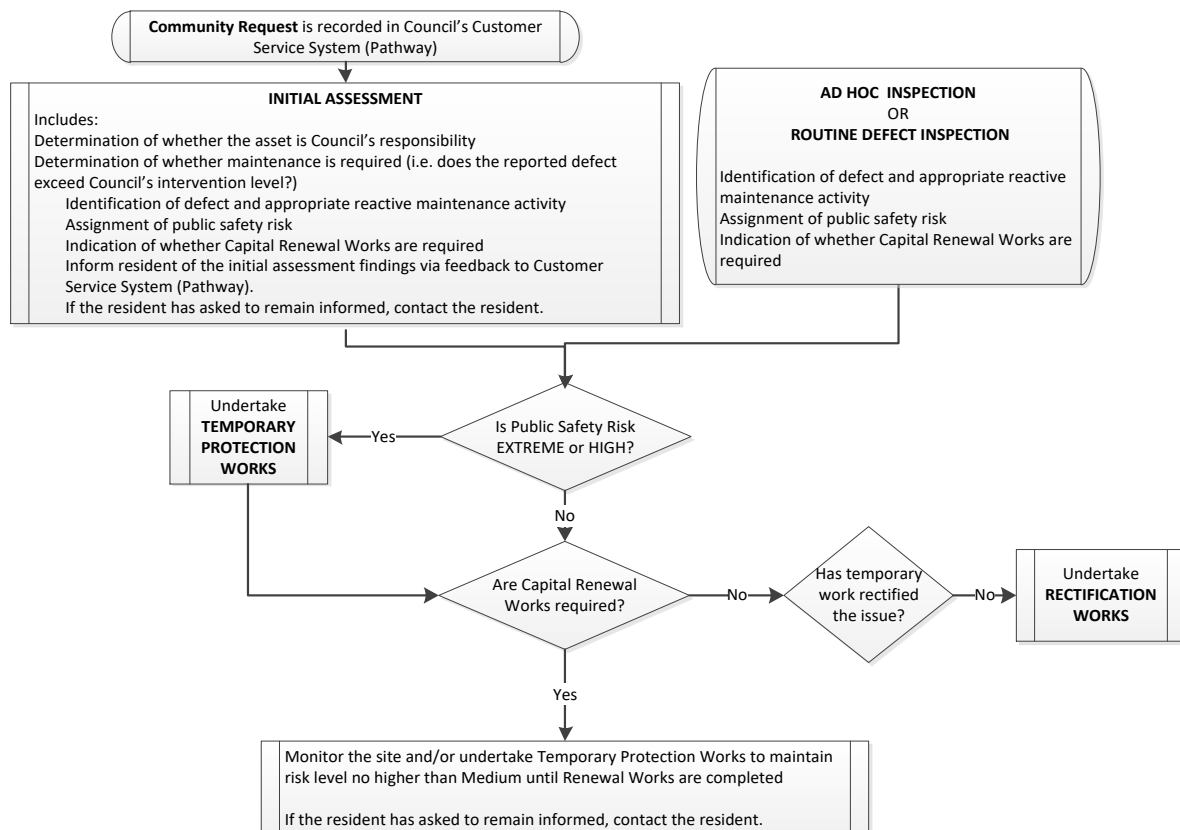 Community Request is recorded in Council's Customer
Service System (Pathway)
INITIAL ASSESSMENT
Includes:
Determination of whether the asset is Council's responsibility
Determination of whether maintenance is required (i.e. does the reported defect
exceed Council's intervention level?)
Identification of defect and appropriate reactive maintenance activity
Assignment of public safety risk
Indication of whether Capital Renewal Works are required
Inform resident of the initial assessment findings via feedback to Customer
Service System (Pathway).
If the resident has asked to remain informed, contact the resident.
AD HOC INSPECTION
OR
ROUTINE DEFECT INSPECTION
Identification of defect and appropriate reactive
maintenance activity
Assignment of public safety risk
Indication of whether Capital Renewal Works are
required
Is Public Safety Risk
EXTREME or HIGH?
Yes
Undertake
TEMPORARY
PROTECTION
WORKS
No
Are Capital Renewal
Works required?
No
Has temporary
work rectified
the issue?
No
Undertake
RECTIFICATION
WORKS
Yes
Monitor the site and/or undertake Temporary Protection Works to maintain
risk level no higher than Medium until Renewal Works are completed
If the resident has asked to remain informed, contact the resident.